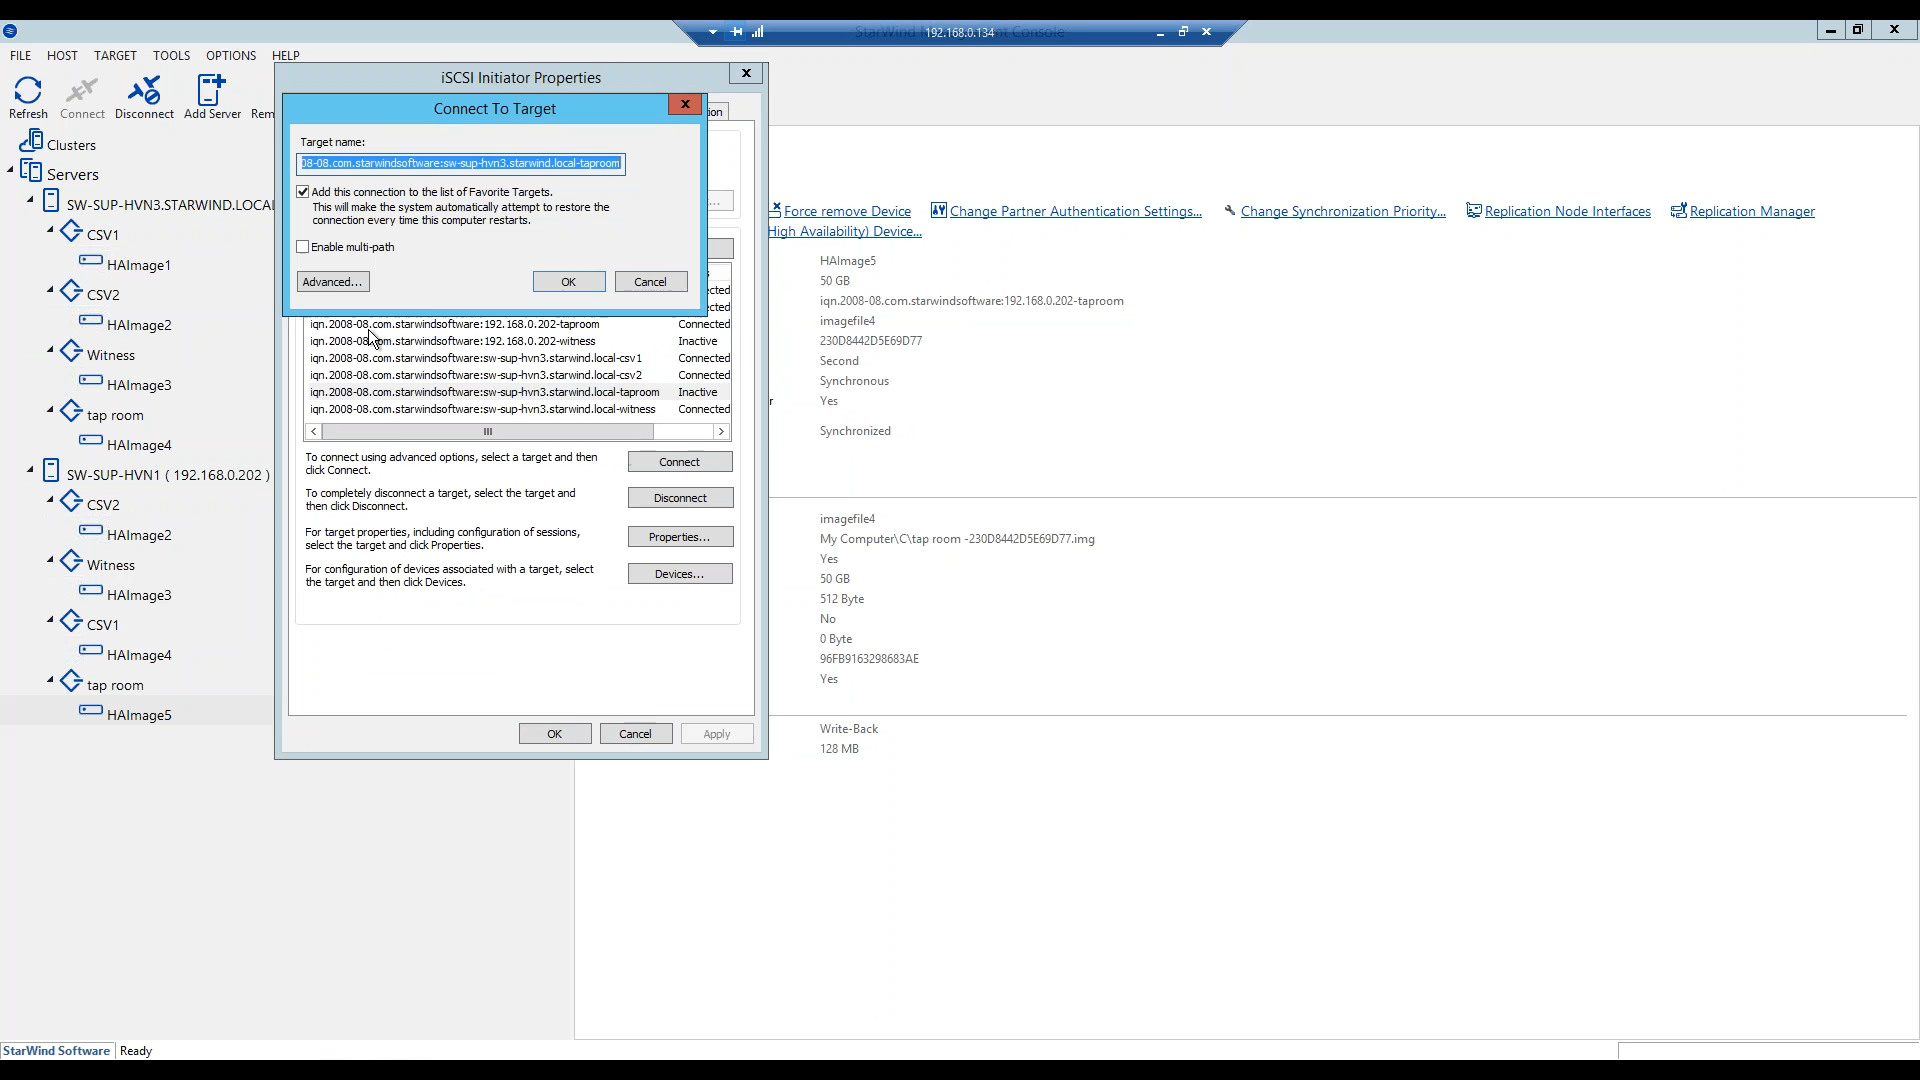 192.168.0.134
FILE HOST TARGET TOOLS OPTIONS HELP
Refresh Connect Disconnect Add Server Rem
iSCSI Initiator Properties
Connect To Target
Target name:
08-08.com.starwindsoftware:sw-sup-hvn3.starwind.local-taproom
Add this connection to the list of Favorite Targets.
This will make the system automatically attempt to restore the
connection every time this computer restarts.
Enable multi-path
Advanced... OK Cancel
iqn.2008-08.com.starwindsoftware:192.168.0.202-taproom Connected
iqn.2008-08.com.starwindsoftware:192.168.0.202-witness Inactive
iqn.2008-08.com.starwindsoftware:sw-sup-hvn3.starwind.local-csv1 Connected
iqn.2008-08.com.starwindsoftware:sw-sup-hvn3.starwind.local-csv2 Connected
iqn.2008-08.com.starwindsoftware:sw-sup-hvn3.starwind.local-taproom Inactive
iqn.2008-08.com.starwindsoftware:sw-sup-hvn3.starwind.local-witness Connected
To connect using advanced options, select a target and then
click Connect.
Connect
To completely disconnect a target, select the target and
then click Disconnect.
Disconnect
For target properties, including configuration of sessions,
select the target and click Properties.
Properties...
For configuration of devices associated with a target, select
the target and then click Devices.
Devices...
OK Cancel Apply
Clusters
Servers
SW-SUP-HVN3.STARWIND.LOCAL
CSV1
HAImage1
CSV2
HAImage2
Witness
HAImage3
tap room
HAImage4
SW-SUP-HVN1 ( 192.168.0.202 )
CSV2
HAImage2
Witness
HAImage3
CSV1
HAImage4
tap room
HAImage5
Force remove Device Change Partner Authentication Settings... Change Synchronization Priority... Replication Node Interfaces Replication Manager
High Availability) Device...
HAImage5
50 GB
iqn.2008-08.com.starwindsoftware:192.168.0.202-taproom
imagefile4
230D8442D5E69D77
Second
Synchronous
Yes
Synchronized
imagefile4
My Computer\C\tap room -230D8442D5E69D77.img
Yes
50 GB
512 Byte
No
0 Byte
96FB9163298683AE
Yes
Write-Back
128 MB
StarWind Software Ready